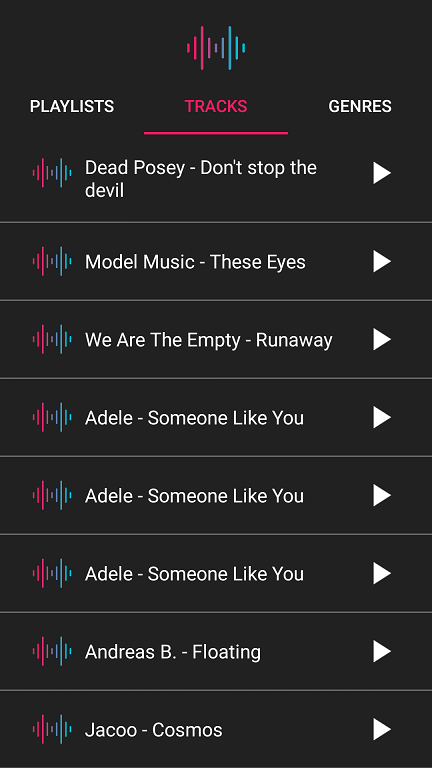 PLAYLISTS TRACKS GENRES
Dead Posey - Don't stop the
devil
Model Music - These Eyes
We Are The Empty - Runaway
Adele - Someone Like You
Adele - Someone Like You
Adele - Someone Like You
Andreas B. - Floating
Jacoo - Cosmos